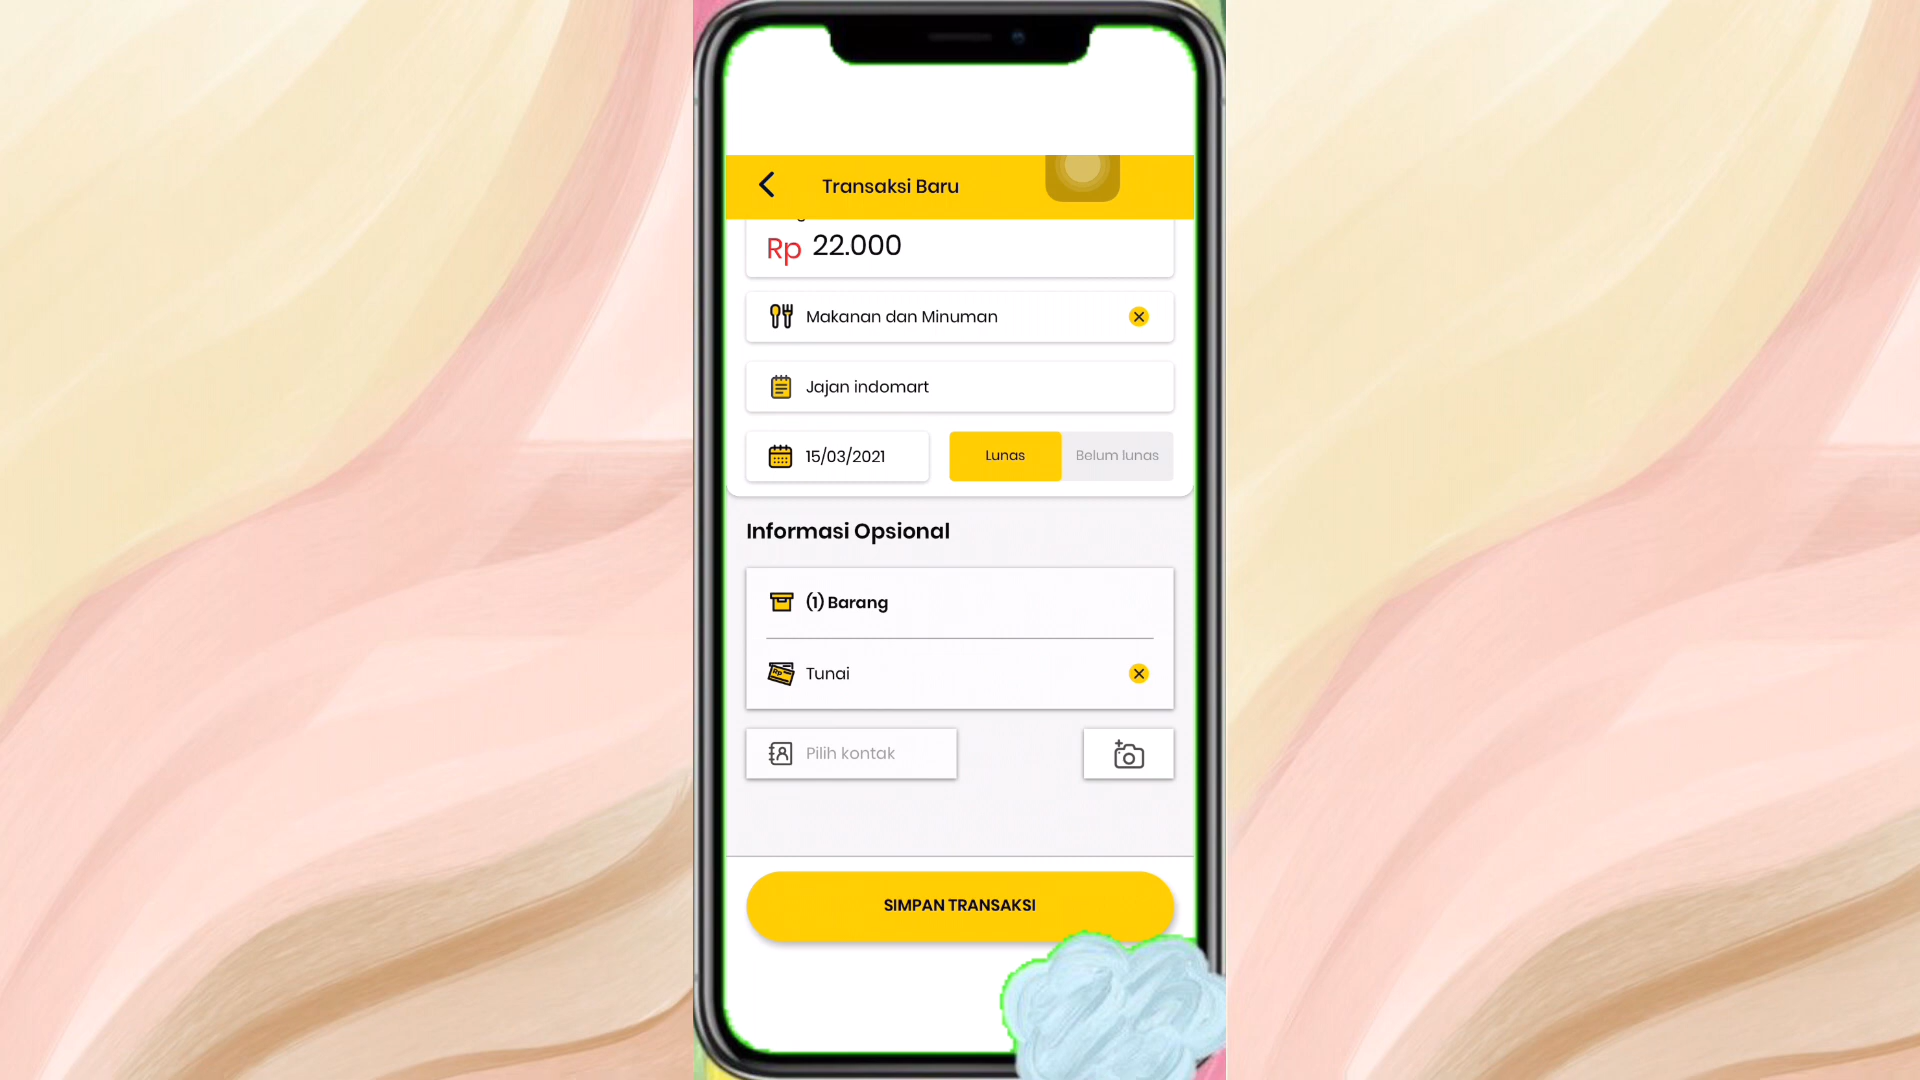 Transaksi Baru
Rp 22.000
Makanan dan Minuman
Jajan indomart
15/03/2021
Lunas
Belum lunas
Informasi Opsional
(1) Barang
Tunai
Pilih kontak
SIMPAN TRANSAKSI